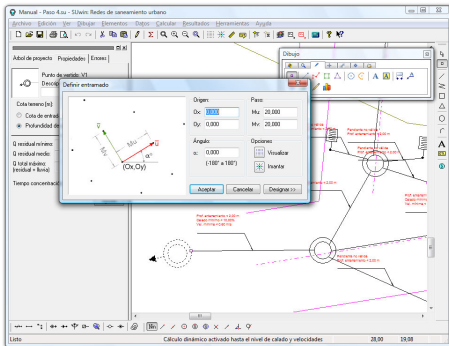 Manual - Paso 4.su - SUwin: Redes de saneamiento urbano
Archivo Edición Ver Dibujar Elementos Datos Calcular Resultados Herramientas Ayuda
Árbol de proyecto Propiedades Errores
Punto de vertido: V1
Cota terreno (m):
Cota de entrad
Profundidad de
Q residual mínimo:
Q residual medio:
Q total máximo:
(residual + lluvia)
Tiempo concentració
Dibujo
Definir entramado
Origen:
Ox: 0,000
Oy: 0,000
Paso:
Mu: 20,000
Mv: 20,000
Ángulo
α: 0,000
(-180° a 180°)
Opciones
Visualizar
Imantar
Mu
Mv
α
(Ox,Oy)
Aceptar Cancelar Designar >>
Listo
Cálculo dinámico activado hasta el nivel de calado y velocidades
28,00 19,08